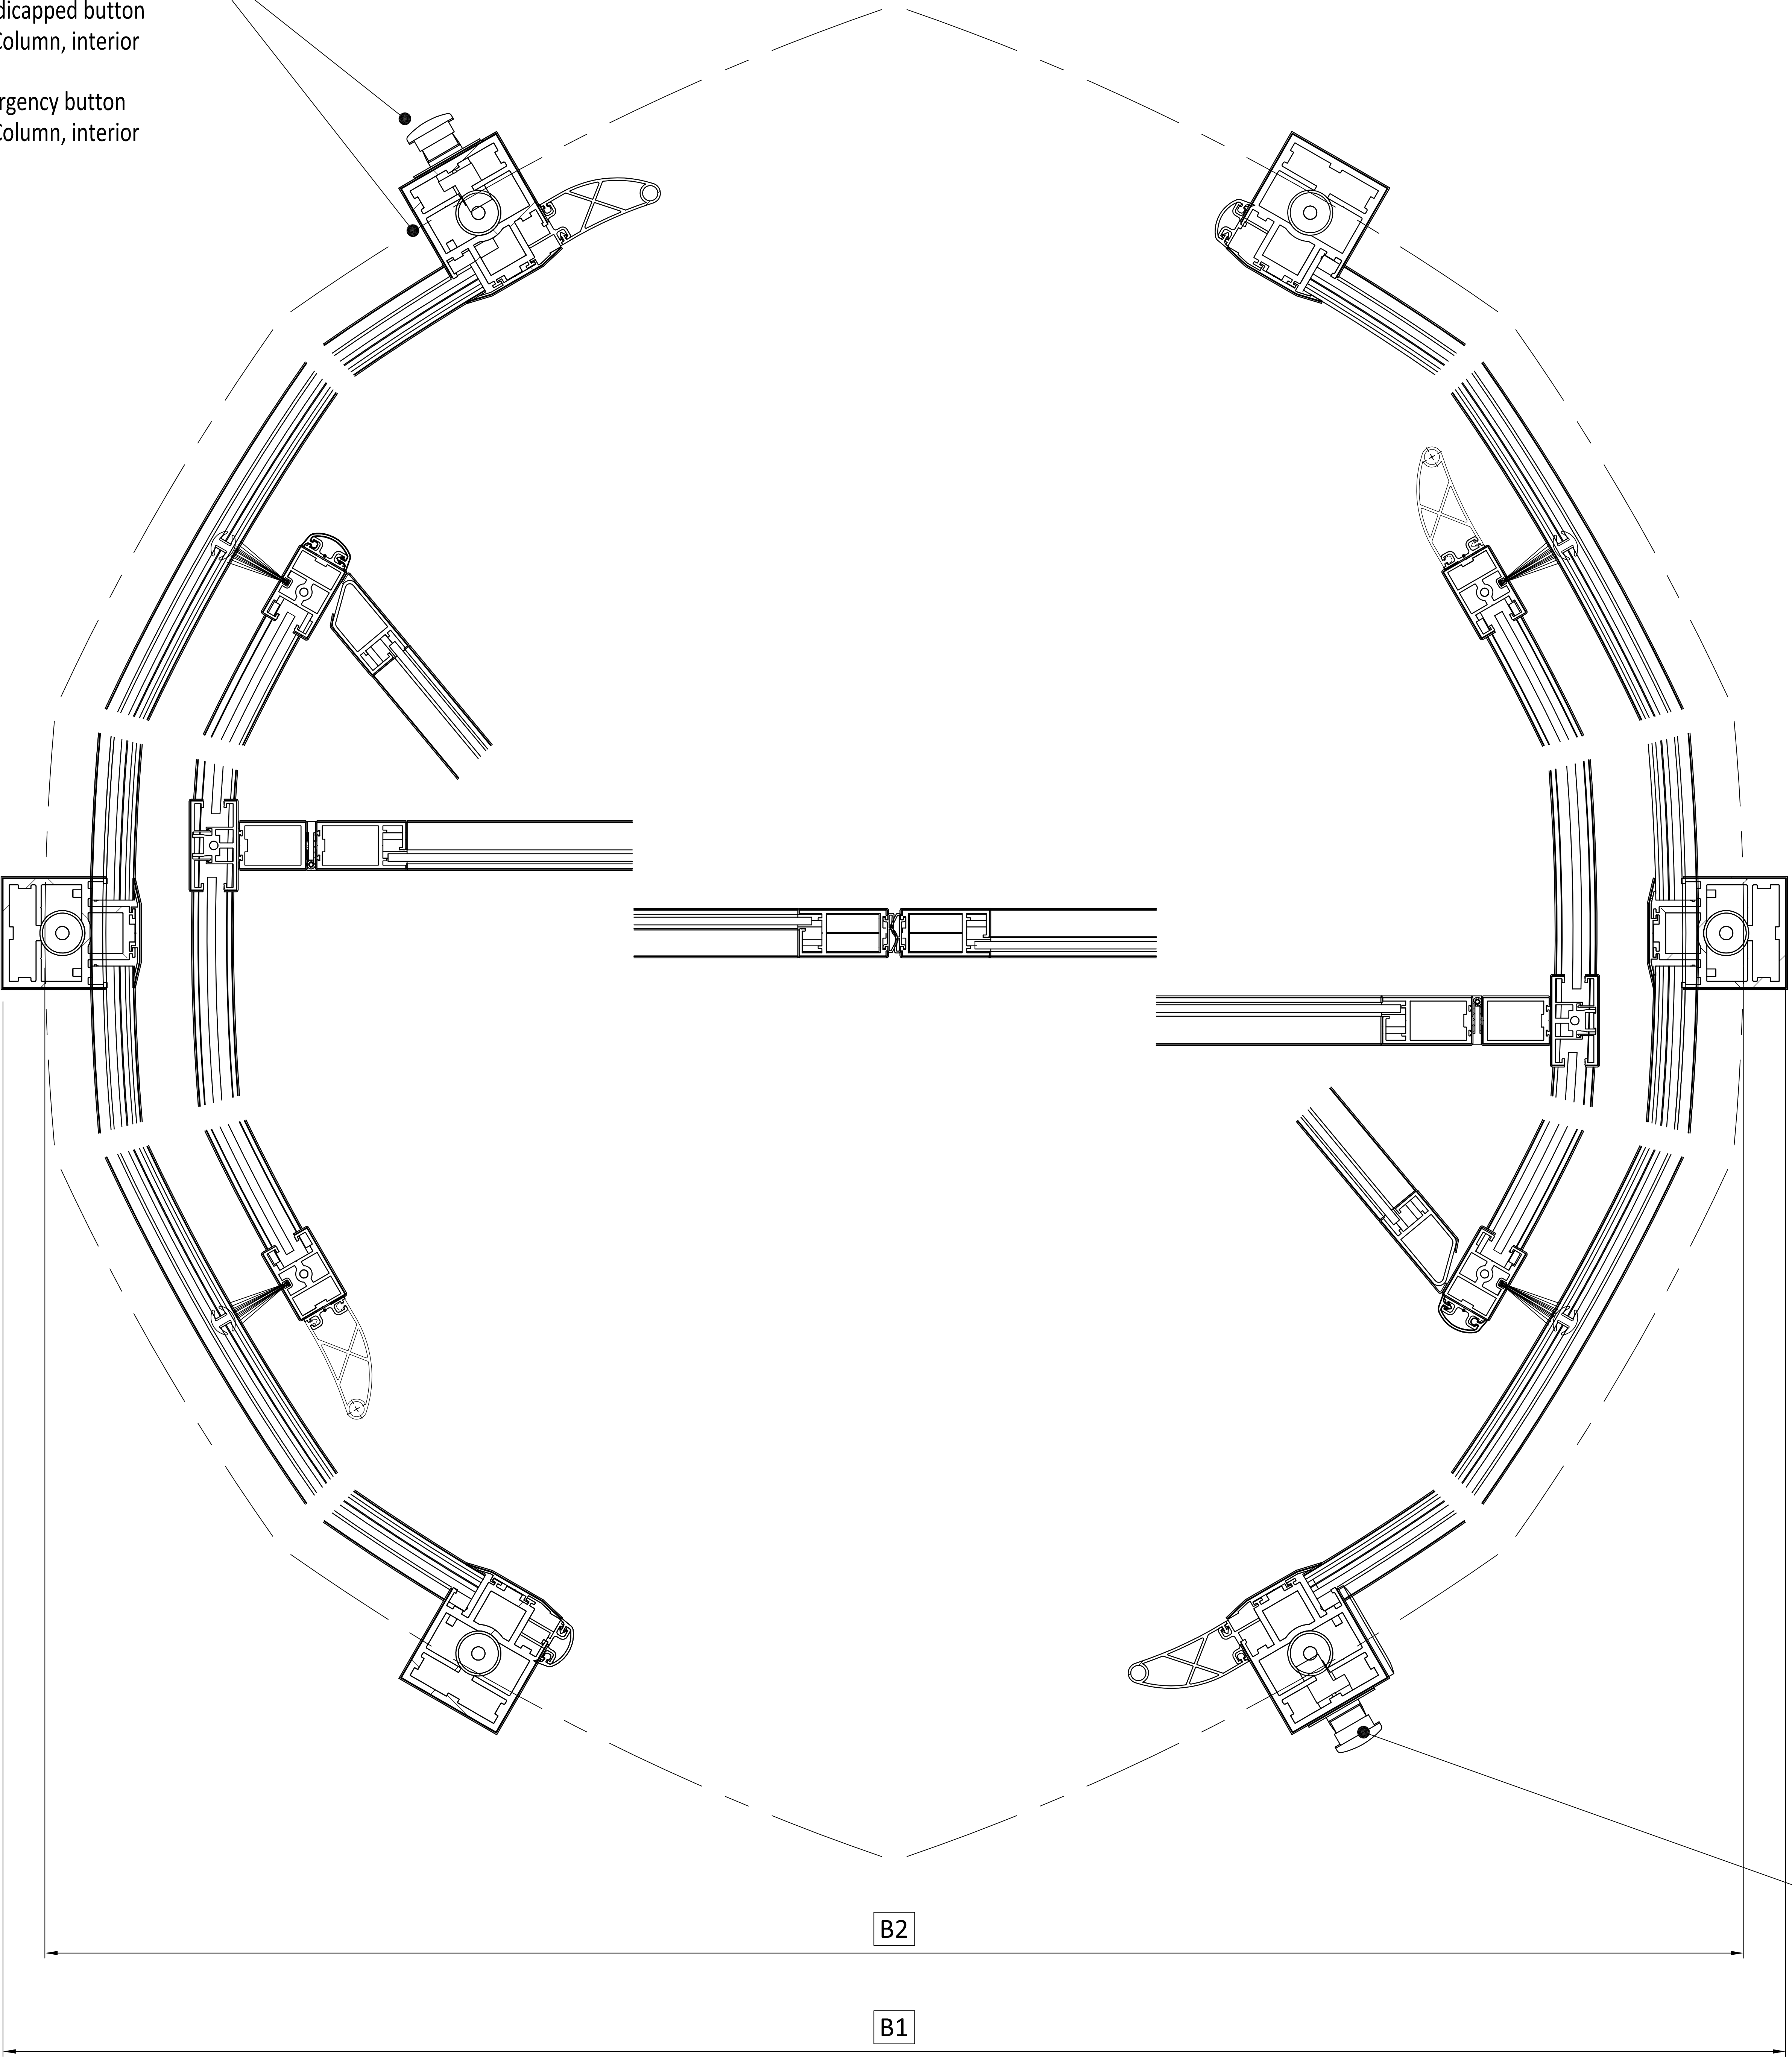 dicapped button
Column, interior
rgency button
Column, interior
B2
B1